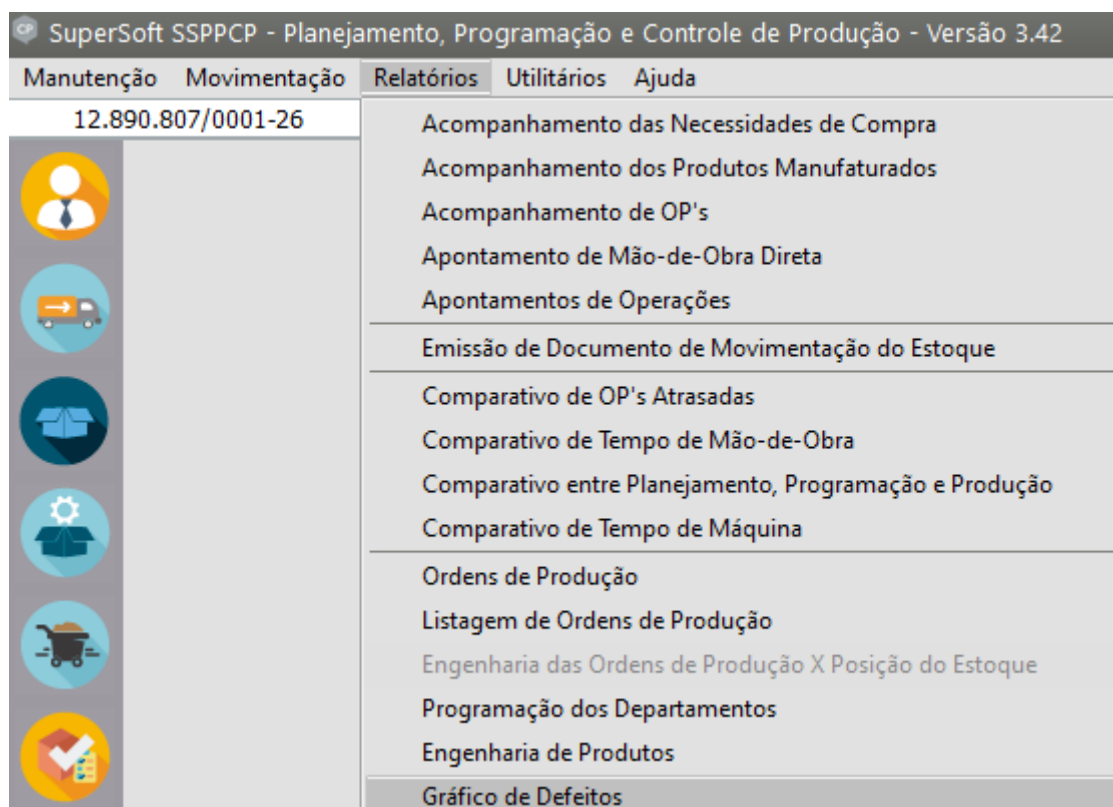 SuperSoft SSPPCP - Planejamento, Programação e Controle de Produção - Versão 3.42
Manutenção Movimentação Relatórios Utilitários Ajuda
12.890.807/0001-26
Acompanhamento das Necessidades de Compra
Acompanhamento dos Produtos Manufaturados
Acompanhamento de OP's
Apontamento de Mão-de-Obra Direta
Apontamentos de Operações
Emissão de Documento de Movimentação do Estoque
Comparativo de OP's Atrasadas
Comparativo de Tempo de Mão-de-Obra
Comparativo entre Planejamento, Programação e Produção
Comparativo de Tempo de Máquina
Ordens de Produção
Listagem de Ordens de Produção
Engenharia das Ordens de Produção X Posição do Estoque
Programação dos Departamentos
Engenharia de Produtos
Gráfico de Defeitos